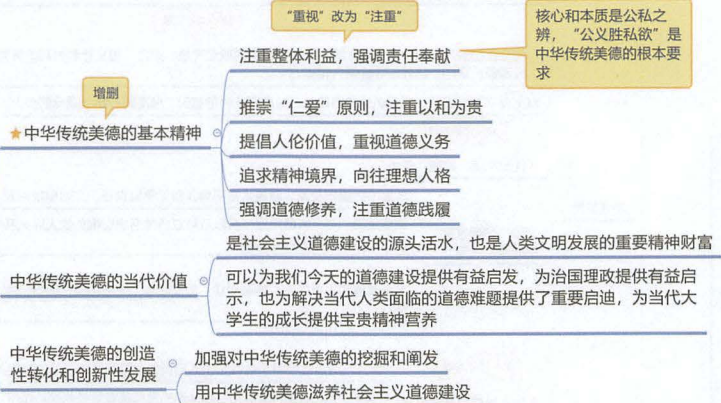 “重视”改为“注重”
核心和本质是公私之
辨，“公义胜私欲”是
中华传统美德的根本要
求
注重整体利益，强调责任奉献
增删
推崇“仁爱”原则，注重以和为贵
★中华传统美德的基本精神
提倡人伦价值，重视道德义务
追求精神境界，向往理想人格
强调道德修养，注重道德践履
是社会主义道德建设的源头活水，也是人类文明发展的重要精神财富
中华传统美德的当代价值
可以为我们今天的道德建设提供有益启发，为治国理政提供有益启
示，也为解决当代人类面临的道德难题提供了重要启迪，为当代大
学生的成长提供宝贵精神营养
中华传统美德的创造
性转化和创新性发展
加强对中华传统美德的挖掘和阐发
用中华传统美德滋养社会主义道德建设